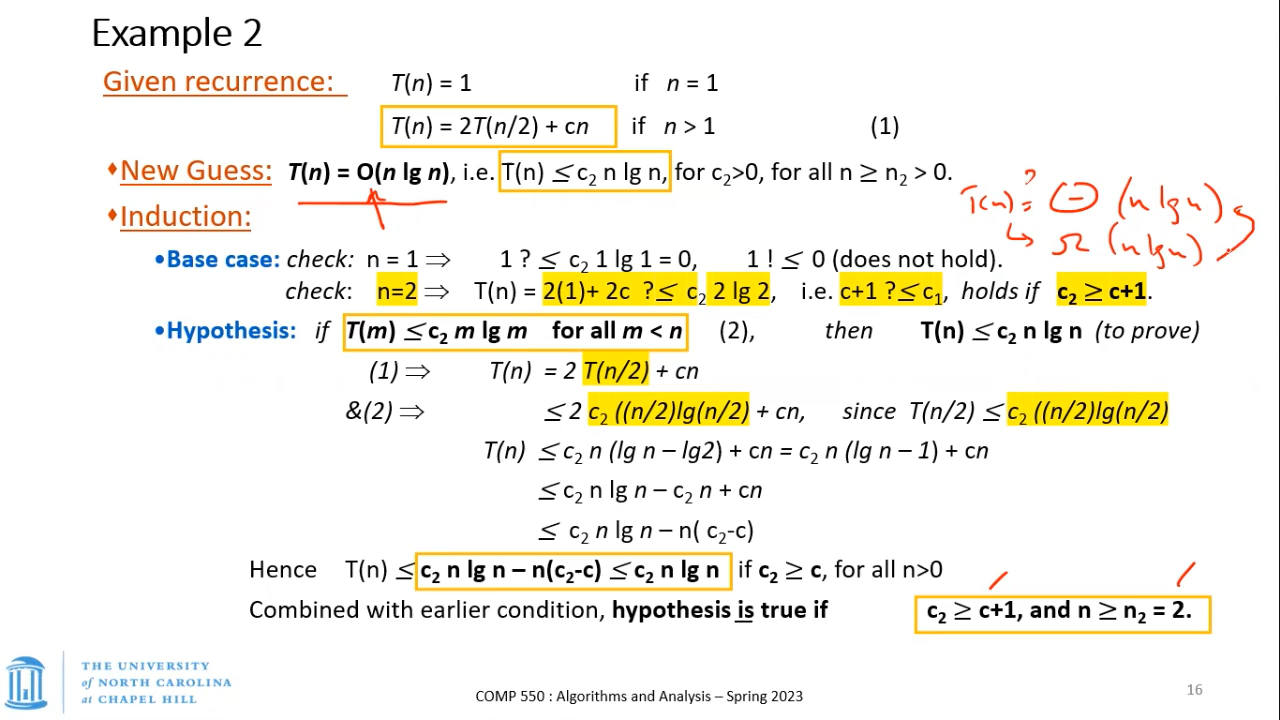 Example 2
Given recurrence: T(n) = 1 if n = 1
T(n) = 2T(n/2) + cn if n > 1 (1)
♦New Guess: T(n) = O(n lg n), i.e. T(n) ≤ c₂ n lg n, for c₂>0, for all n ≥ n₂ > 0.
T(n) ?= Θ (n lg n)
↳ Ω (n lg n)
♦Induction:
•Base case: check: n = 1 ⇒ 1 ? ≤ c₂ 1 lg 1 = 0, 1 ! ≤ 0 (does not hold).
check: n=2 ⇒ T(n) = 2(1)+ 2c ?≤ c₂ 2 lg 2, i.e. c+1 ?≤ c₁, holds if c₂ ≥ c+1.
•Hypothesis: if T(m) ≤ c₂ m lg m for all m < n (2), then T(n) ≤ c₂ n lg n (to prove)
(1) ⇒ T(n) = 2 T(n/2) + cn
&(2) ⇒ ≤ 2 c₂ ((n/2)lg(n/2) + cn, since T(n/2) ≤ c₂ ((n/2)lg(n/2)
T(n) ≤ c₂ n (lg n – lg2) + cn = c₂ n (lg n – 1) + cn
≤ c₂ n lg n – c₂ n + cn
≤ c₂ n lg n – n( c₂-c)
Hence T(n) ≤ c₂ n lg n – n(c₂-c) ≤ c₂ n lg n if c₂ ≥ c, for all n>0
Combined with earlier condition, hypothesis is true if c₂ ≥ c+1, and n ≥ n₂ = 2.
THE UNIVERSITY
of NORTH CAROLINA
at CHAPEL HILL
COMP 550 : Algorithms and Analysis – Spring 2023
16